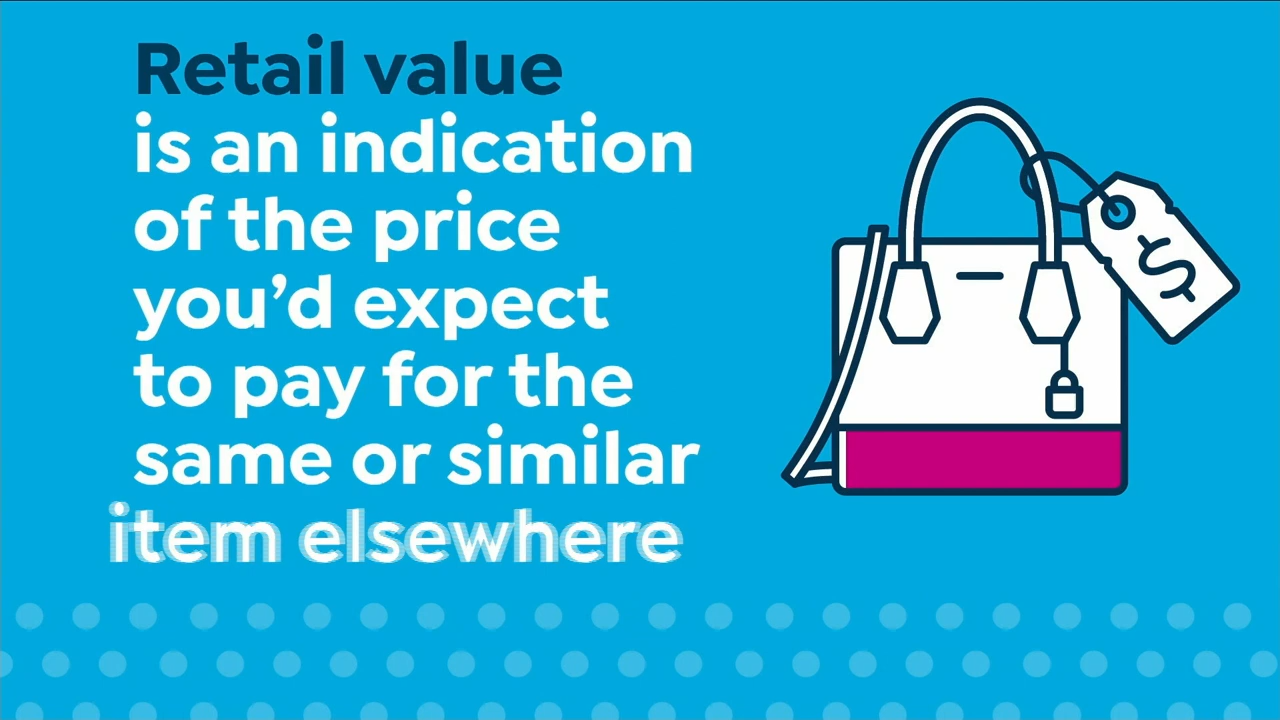 Retail value
is an indication
of the price
you’d expect
to pay for the
same or similar
item elsewhere
$